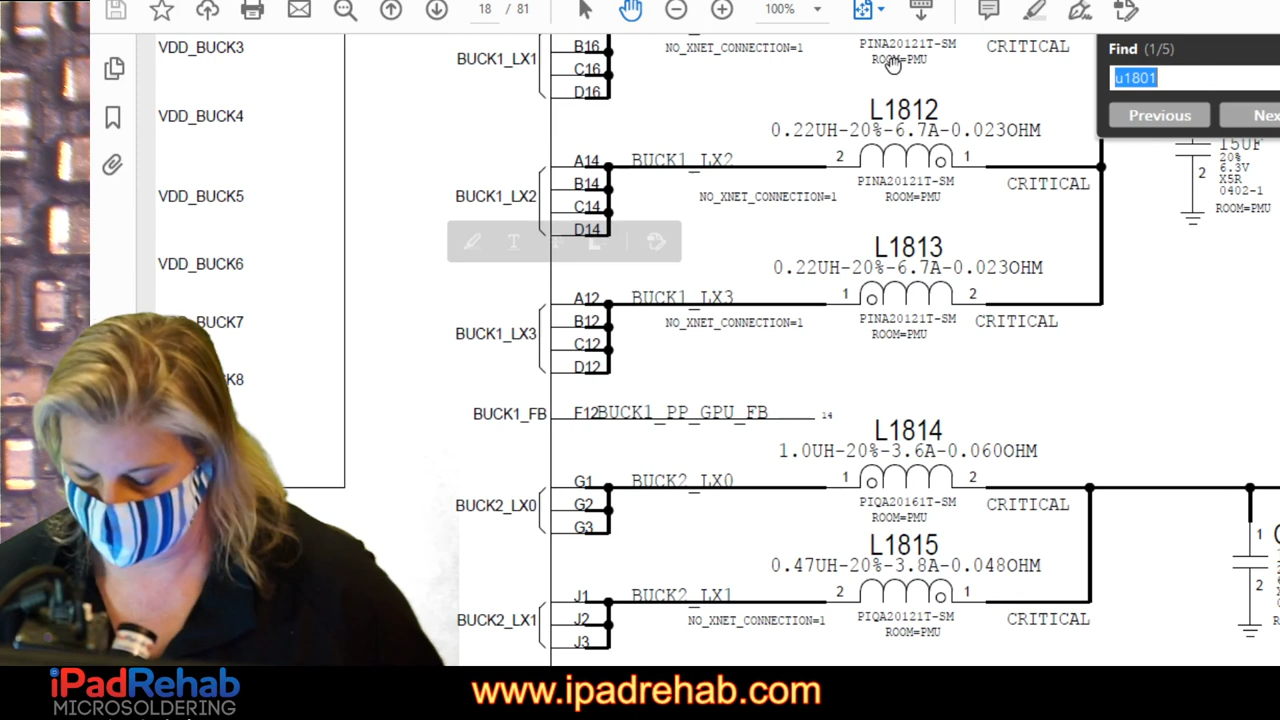 18 / 81
100%
Find (1/5)
u1801
Previous
Nex
VDD_BUCK3
VDD_BUCK4
VDD_BUCK5
VDD_BUCK6
BUCK7
K8
BUCK1_LX1
B16
C16
D16
NO_XNET_CONNECTION=1
PINA20121T-SM
ROOM=PMU
CRITICAL
L1812
0.22UH-20%-6.7A-0.023OHM
BUCK1_LX2
A14
B14
C14
D14
BUCK1_LX2
2
1
NO_XNET_CONNECTION=1
PINA20121T-SM
ROOM=PMU
CRITICAL
15UF
20%
6.3V
X5R
0402-1
ROOM=PMU
2
L1813
0.22UH-20%-6.7A-0.023OHM
BUCK1_LX3
A12
B12
C12
D12
BUCK1_LX3
1
2
NO_XNET_CONNECTION=1
PINA20121T-SM
ROOM=PMU
CRITICAL
BUCK1_FB
F12
BUCK1_PP_GPU_FB
14
L1814
1.0UH-20%-3.6A-0.060OHM
BUCK2_LX0
G1
G2
G3
BUCK2_LX0
1
2
PIQA20161T-SM
ROOM=PMU
CRITICAL
L1815
0.47UH-20%-3.8A-0.048OHM
BUCK2_LX1
J1
J2
J3
BUCK2_LX1
2
1
NO_XNET_CONNECTION=1
PIQA20121T-SM
ROOM=PMU
CRITICAL
1
2
iPadRehab
MICROSOLDERING
www.ipadrehab.com